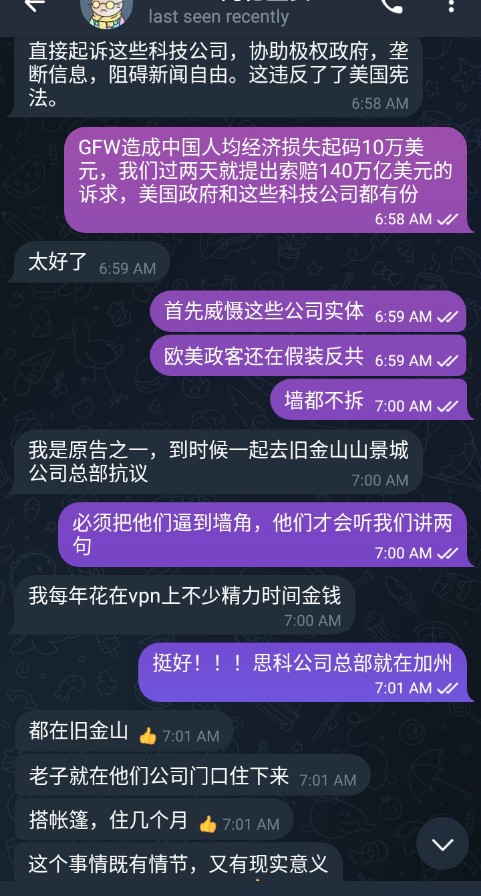 last seen recently
直接起诉这些科技公司，协助极权政府，垄
断信息，阻碍新闻自由。这违反了了美国宪
法。
6:58 AM
GFW造成中国人均经济损失起码10万美
元，我们过两天就提出索赔140万亿美元的
诉求，美国政府和这些科技公司都有份
6:58 AM
太好了 6:59 AM
首先威慑这些公司实体 6:59 AM
欧美政客还在假装反共 6:59 AM
墙都不拆 7:00 AM
我是原告之一，到时候一起去旧金山山景城
公司总部抗议
7:00 AM
必须把他们逼到墙角，他们才会听我们讲两
句
7:00 AM
我每年花在vpn上不少精力时间金钱
7:00 AM
挺好！！！思科公司总部就在加州
7:01 AM
都在旧金山 👍 7:01 AM
老子就在他们公司门口住下来 7:01 AM
搭帐篷，住几个月 👍 7:01 AM
这个事情既有情节，又有现实意义